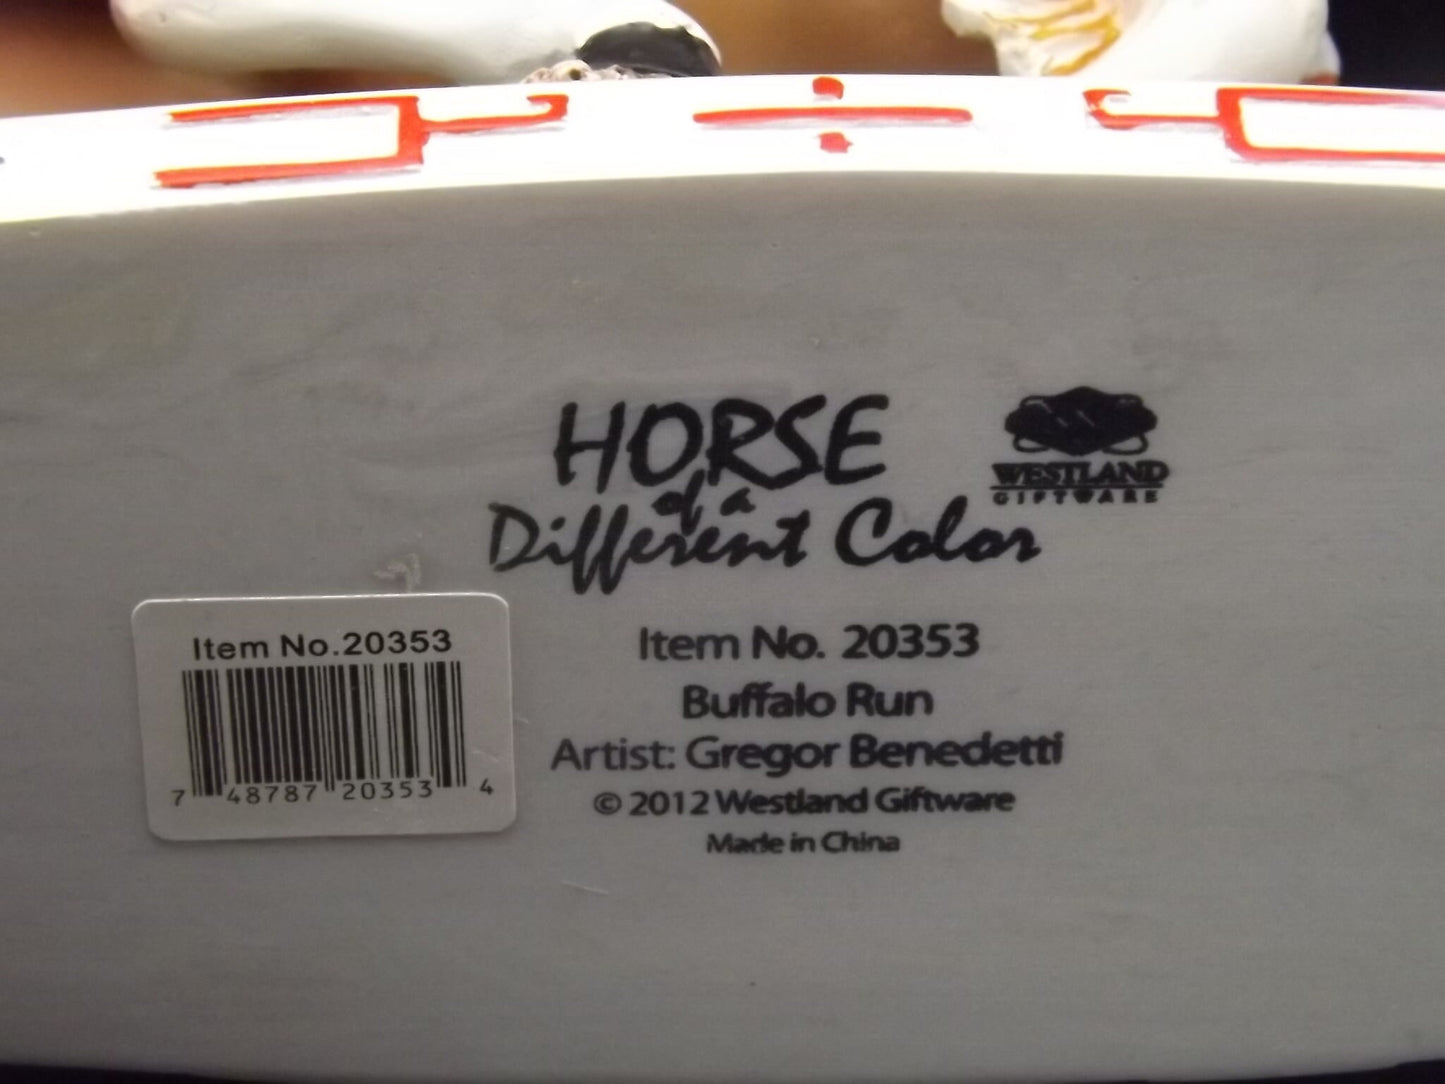 HORSE
of a
Different Color
WESTLAND
GIFTWARE
Item No.20353
7 48787 20353 4
Item No. 20353
Buffalo Run
Artist: Gregor Benedetti
© 2012 Westland Giftware
Made in China